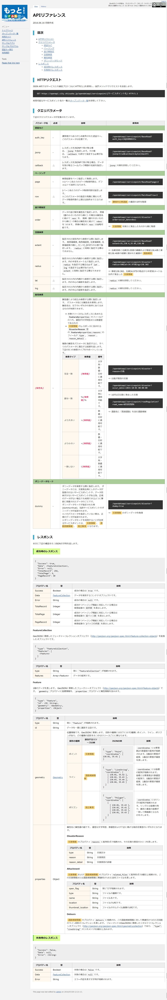 Log in
本webサイトの内容は、クリエイティブ・コモンズ・ライセンス
表示4.0国際ライセンス（CC BY 4.0）のもとで提供されています
View
History
もっと
しずみち
メニュー
トップページ
オープンデータ一覧
利用ガイド
APIリファレンス
サンプルアプリ
サンプルプログラム
認証キー発行
利用規約
Tools
Pages that link here
APIリファレンス
2016.06.16 初版作成
目次
HTTPリクエスト
クエリパラメータ
認証など
ページング
並び順指定
空間検索
属性検索
ダミーデータモード
レスポンス
成功時のレスポンス
失敗時のレスポンス
HTTPリクエスト
JSON APIではサービスとの通信プロトコルにHTTP/1.1を使用し、GETメソッドでリクエストを送信します。
GET https://openapi.city.shizuoka.jp/opendataapi/servicepoint/{サービスポイント名} HTTP/1.1
利用可能なサービスポイント名の一覧はオープンデータ一覧を参照して下さい。
クエリパラメータ
下記のクエリパラメータが定義されています。
パラメータ名 必須 説明 使用例
認証など
auth_key - 運営者からあらかじめ配布された認証キー。
このパラメータは任意です。
/opendataapi/servicepoint/BaseRoad?
auth_key=CAQSD0NBUVls
jsonp - レスポンスをJSONPで受け取る場
合、 jsonp を指定します。その場
合、 callback も併せて指定する必要があ
ります。
/opendataapi/servicepoint/BaseRoad?
jsonp=true&callback=myCallbackFn
callback △ レスポンスをJSONPで受け取る場合、データ
を受け取るコールバック関数の名前を指定し
ます。
jsonp の例を参照してください。
ページング
page - 検索結果をページ指定して取得します。
※1ページあたりのデータ取得件数は、デフ
ォルトで30件となります。
/opendataapi/servicepoint/BaseRoad?page=2
row △ 1ページあたりのデータ取得件数を指定しま
す。
※このパラメータの指定の有無に関わらず、
データ取得件数の上限は100件までとなりま
す。
/opendataapi/servicepoint/MainRoad?row=3
⇒ 静岡市主要道路 の最初の3件を取得
並び順指定
order - データの並び順を属性名で指定します。 昇順
（値の小さいものから順に）の場合は属性名
に続けて +asc を、 降順（値の大きいもの
から順に）の場合は属性名に続けて +desc
をつけます。 昇順の場合の +asc は省略可
能です。
/opendataapi/servicepoint/disaster?
order=occur_date+desc
⇒ 災害情報 を新たに発生したものから順に取得
空間検索
extent - 指定された矩形内から検索する際に指定しま
す。 南西端経度, 南西端緯度, 北東端経度, 北
東端緯度の順に, カンマ[,]区切りの小数で指
定します。 radius と同時に指定する事は
できません。
/opendataapi/servicepoint/BaseRoad?
extent=35,138.4,35.05,138.48
⇒ 北緯35度と北緯35.05度の緯線および東経138.4度と東
経138.48度の経線に囲まれた範囲の 道路網図
radius - 指定された円の内側から検索する際に指定し
ます。 円の半径をメートルで指定します。
radius を指定する場合は必ず lat ,
lng も指定する必要があります。
extent と同時に指定する事はできませ
ん。
/opendataapi/servicepoint/disaster?
radius=50&lat=34.975&lng=138.382
⇒ 東経138.382、北緯34.975の地点から半径50メートル
以内で発生した 災害情報
lat △ 指定された円の内側から検索する際に指定し
ます。円の中心の緯度を指定します。
radius の例を参照してください。
lng △ 指定された円の内側から検索する際に指定し
ます。円の中心の経度を指定します。
radius の例を参照してください。
属性検索
{属性名} - 属性値により絞込み検索する際に指定しま
す。 パラメータ名には属性名を使用します。
属性名は、以下のいずれかの条件にあてはま
るものが利用できます。
対象リソースのレスポンスに含まれる
Feature#properties のフィールド
のうち、値型が文字列型または数値型
であるもの
災害情報 のレスポンスに含まれる
DisasterReason 型
の Feature#properties.reasons の
フィールド type , reason ,
reason_detail 。
複数の属性をパラメータに指定すると、すべ
てのパラメータに適合する結果を返します。
下記の5つの検索タイプをサポートしていま
す。
検索タイプ 検索値 備考
完全一致 {検索値} 文字列・数値・日付に適用可能です。
部分一致 %{検索値}% 文字列に適用可能です。
より大きい >{検索値} 数値・日付に適用可能です。
より小さい <{検索値} 数値・日付に適用可能です。
一致しない !{検索値} 文字列・数値に適用可能です。
/opendataapi/servicepoint/disaster?
reason=台風
⇒ 台風が原因の災害
/opendataapi/servicepoint/disaster?
occur_date=>2015-10-01 00:00:00
⇒ 10月1日以降に発生した災害
/opendataapi/servicepoint/roadRegulation?
road_name=%高速道路%
⇒ 道路名に「高速道路」を含む道路規制
ダミーデータモード
dummy - ダミーデータを検索する際に指定します。 ダミ
ーデータとは、災害発生時にしかデータが
登録されないサービスポイントや、データ自
体が少ないサービスポイントがある為、正規
のデータがない場合でも利用できるように事
前に用意されたデータのことです。
ダミーデータモードが指定された時
(dummy=true)、当該サービスポイントのダ
ミーデータが返却されます。
※このパラメータを指定していない時は、正
規のデータが返却されます。
※ダミーデータモードを利用することが出来
るサービスポイントは、 災害情報 、 道
路啓開情報 、 孤立集落 になります。
/opendataapi/servicepoint/disaster?
dummy=true
⇒ 災害情報 のダミーデータを取得
レスポンス
本文に下記の構造をもつJSON文字列を返します。
成功時のレスポンス
{
"Success": true,
"Data": <FeatureCollection>,
"Error": null,
"TotalRecord": 256,
"TotalPage": 9,
"PageRecord": 30
}
プロパティ名 型 説明
Success Boolean 成功の場合は true です。
Data FeatureCollection データを保持するコンテナオブジェクトです。
Error String 成功の場合は null です。
TotalRecord Integer 成功かつページング機能に対応している場合は
検索結果の 総件数 を表示します。
TotalPage Integer 成功かつページング機能に対応している場合は
検索結果の 総ページ数 を表示します。
PageRecord Integer 成功かつページング機能に対応している場合は
検索結果の 1ページの件数 を表示します。
FeatureCollection
GeoJSONに準拠したフューチャーコレクションオブジェクト（http://geojson.org/geojson-spec.html#feature-collection-objects）を拡張
したオブジェクトです。
{
"type": "FeatureCollection",
"features": [
<Feature>
]
}
プロパティ名 型 説明
type String 常に "FeatureCollection" が格納されます。
features Array<Feature> データの配列です。
Feature
1個のデータを表します。 GeoJSONに準拠したフューチャーオブジェクト（http://geojson.org/geojson-spec.html#feature-objects）で
す。 geometry プロパティに座標情報を、 properties プロパティに属性情報を含みます。
{
"type": "Feature",
"id": <ID: String>,
"geometry": <Geometry>,
"properties": <Object>
}
プロパティ名 型 説明
type String 常に "Feature" が格納されます。
id String データを一意に識別するIDです。
geometry Geometry 位置情報です。GeoJSONに準拠します。 図形の種類には以下に示す3種類: ポイント、ライン、ポリゴ
ンがあり、どの種類の図形をもつかはリソースごとに異なります。
図形の種類 該当するリソースの例 JSONの例 説明
ポイント 災害情報
{
"type": "Point",
"coordinates": [
138.01, 35.41 ]
}
coordinates には要素
数2の数値型の配列が格納
されます。0番目の要素が
経度、1番目の要素が緯度
を表します。
ライン 道路規制情報
{
"type": "LineString",
"coordinates": [
[ 138.01, 35.42 ],
[ 138.02, 35.43 ],
[ 138.03, 35.44 ],
[ 138.04, 35.45 ]
]
}
coordinates には座標
の配列が格納されます。
座標とは要素数2の数値型
の配列で、0番目の要素が
経度、1番目の要素が緯度
を表します。
ポリゴン 孤立集落
{
"type": "Polygon",
"coordinates": [
[
[ 138.01, 35.43 ],
[ 138.02, 35.41 ],
[ 138.03, 35.42 ],
[ 138.01, 35.43 ]
]
]
}
coordinates にはリング
の配列が格納されま
す。リングとは座標の列
で、最初と最後の座標が
一致して閉曲線となるも
のをさします。
properties Object 属性名と属性値の組です。 値型は文字列型、数値型および下記に掲げる独自定義型のいずれかとなりま
す。
DisasterReason
災害情報 のプロパティ reasons に配列形式で格納され、その災害の原因のひとつを表します。
プロパティ名 型 説明
type String 災害区分
reason String 災害原因
reason_detail String 災害原因の詳細
Attachment
災害情報 および 道路規制情報 のプロパティ related_files に配列形式で0個以上格納され、こ
の災害情報または道路規制情報に関連付けられた添付ファイルを表します。
プロパティ名 型 説明
open_flag String 常に"1"が格納されます。
type String ファイルの種類です。
name String ファイル名です。
location String ファイルのURIです。
thumbnail_location String ファイルのサムネイル画像のURIです。
Detours
道路規制情報 のプロパティ detours に格納され、この道路規制情報に対して関連付けられた迂回路
のライン図形のコレクションを表します。 フォーマットはGeoJSONに準拠したジオメトリコレクショ
ンオブジェクト（http://geojson.org/geojson-spec.html#geometrycollection）であり、 "type":
"LineString" のジオメトリを0個以上含みます。
失敗時のレスポンス
{
"Success": false,
"Data": null,
"Error": <String>
}
プロパティ名 型 説明
Success Boolean 失敗の場合は false です。
Data FeatureCollection 失敗の場合は null です。
Error String エラー内容を表す文字列が格納されます。
This page was last edited by admin on 2016/07/28 12:21:13.